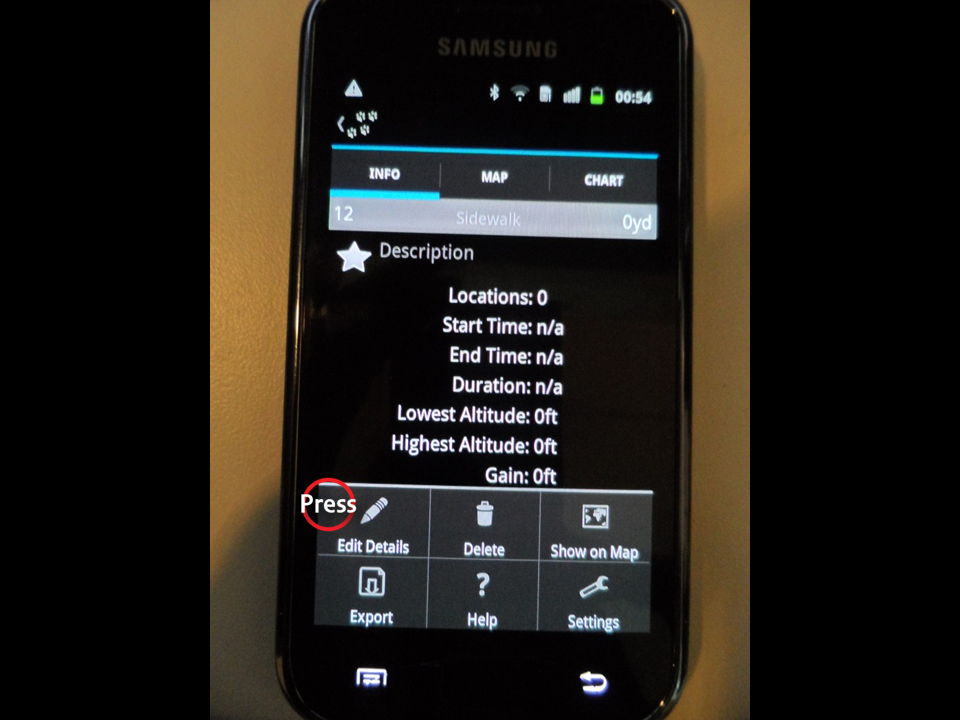 SAMSUNG
00:54
INFO MAP CHART
12 Sidewalk 0yd
Description
Locations: 0
Start Time: n/a
End Time: n/a
Duration: n/a
Lowest Altitude: 0ft
Highest Altitude: 0ft
Gain: 0ft
Press
Edit Details Delete Show on Map
?
Export Help Settings